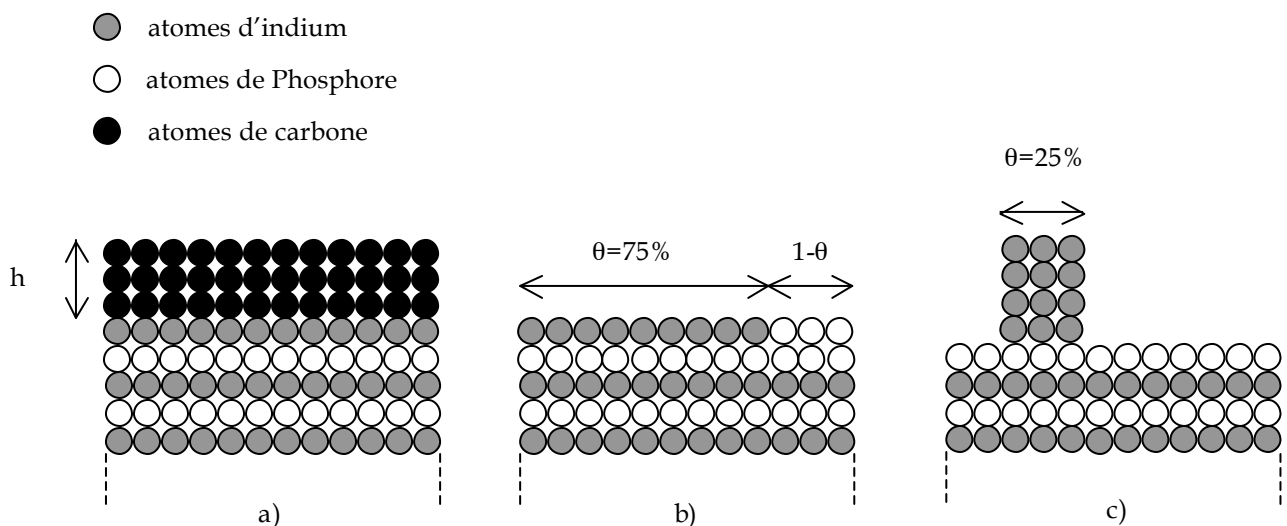 atomes d'indium
atomes de Phosphore
atomes de carbone
θ=25%
h
θ=75%
1-θ
a)
b)
c)